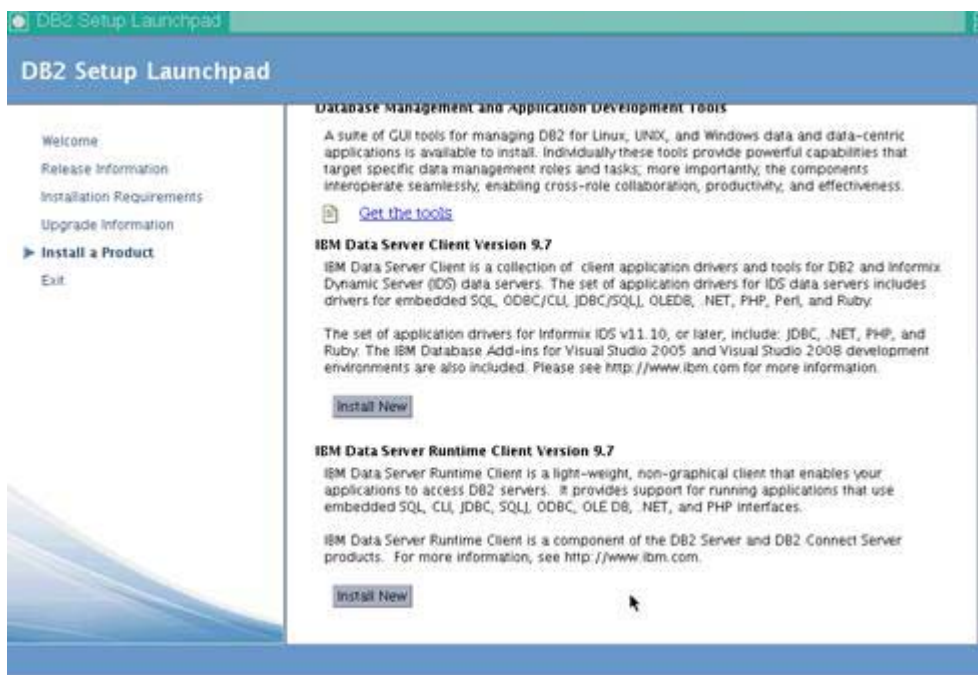 DB2 Setup Launchpad
DB2 Setup Launchpad
Welcome
Release Information
Installation Requirements
Upgrade Information
Install a Product
Exit
Database Management and Application Development Tools
A suite of GUI tools for managing DB2 for Linux, UNIX, and Windows data and data-centric
applications is available to install. Individually these tools provide powerful capabilities that
target specific data management roles and tasks; more importantly, the components
interoperate seamlessly, enabling cross-role collaboration, productivity, and effectiveness.
Get the tools
IBM Data Server Client Version 9.7
IBM Data Server Client is a collection of client application drivers and tools for DB2 and Informix
Dynamic Server (IDS) data servers. The set of application drivers for IDS data servers includes
drivers for embedded SQL, ODBC/CLI, JDBC/SQLJ, OLEDB, .NET, PHP, Perl, and Ruby.
The set of application drivers for Informix IDS v11.10, or later, include: JDBC, .NET, PHP, and
Ruby. The IBM Database Add-ins for Visual Studio 2005 and Visual Studio 2008 development
environments are also included. Please see http://www.ibm.com for more information.
Install New
IBM Data Server Runtime Client Version 9.7
IBM Data Server Runtime Client is a light-weight, non-graphical client that enables your
applications to access DB2 servers. It provides support for running applications that use
embedded SQL, CLI, JDBC, SQLJ, ODBC, OLE DB, .NET, and PHP interfaces.
IBM Data Server Runtime Client is a component of the DB2 Server and DB2 Connect Server
products. For more information, see http://www.ibm.com.
Install New